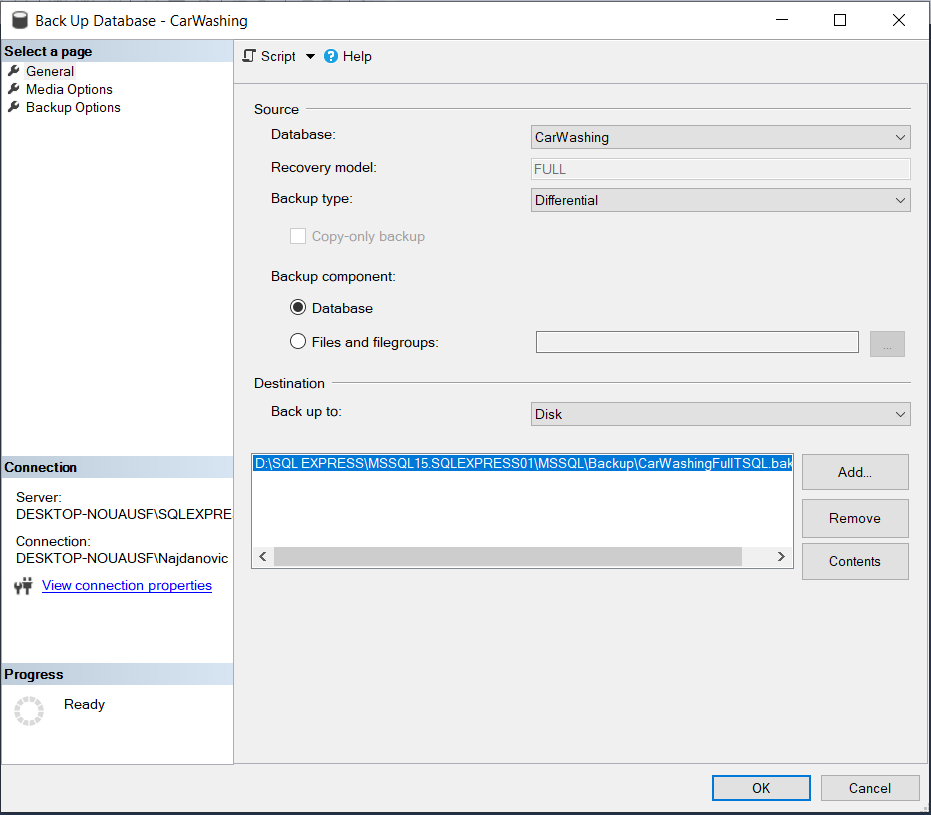 Back Up Database - CarWashing
Select a page
General
Media Options
Backup Options
Script
Help
Source
Database:
CarWashing
Recovery model:
FULL
Backup type:
Differential
Copy-only backup
Backup component:
Database
Files and filegroups:
...
Destination
Back up to:
Disk
D:\SQL EXPRESS\MSSQL15.SQLEXPRESS01\MSSQL\Backup\CarWashingFullTSQL.bak
Add...
Remove
Contents
Connection
Server:
DESKTOP-NOUAUSF\SQLEXPRE
Connection:
DESKTOP-NOUAUSF\Najdanovic
View connection properties
Progress
Ready
OK
Cancel